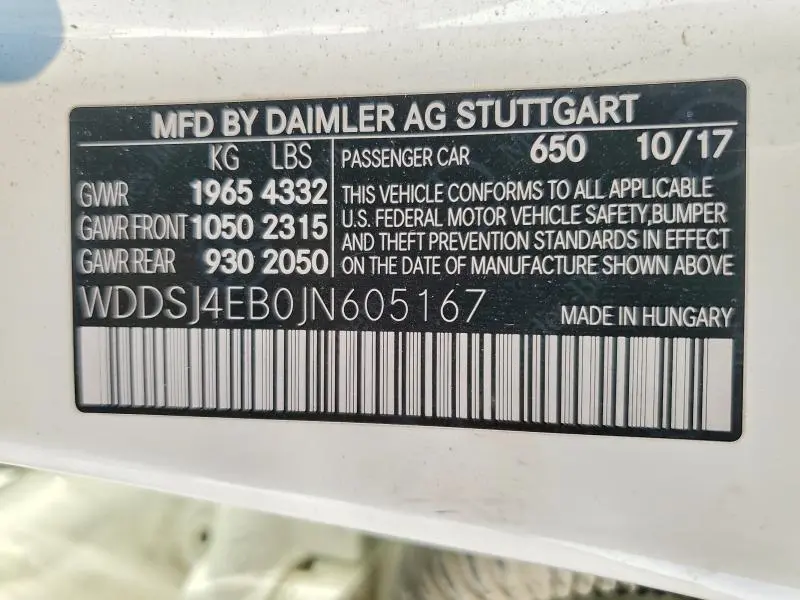 MFD BY DAIMLER AG STUTTGART
KG LBS
GVWR 1965 4332
GAWR FRONT 1050 2315
GAWR REAR 930 2050
PASSENGER CAR 650 10/17
THIS VEHICLE CONFORMS TO ALL APPLICABLE
U.S. FEDERAL MOTOR VEHICLE SAFETY,BUMPER
AND THEFT PREVENTION STANDARDS IN EFFECT
ON THE DATE OF MANUFACTURE SHOWN ABOVE
WDDSJ4EB0JN605167
MADE IN HUNGARY